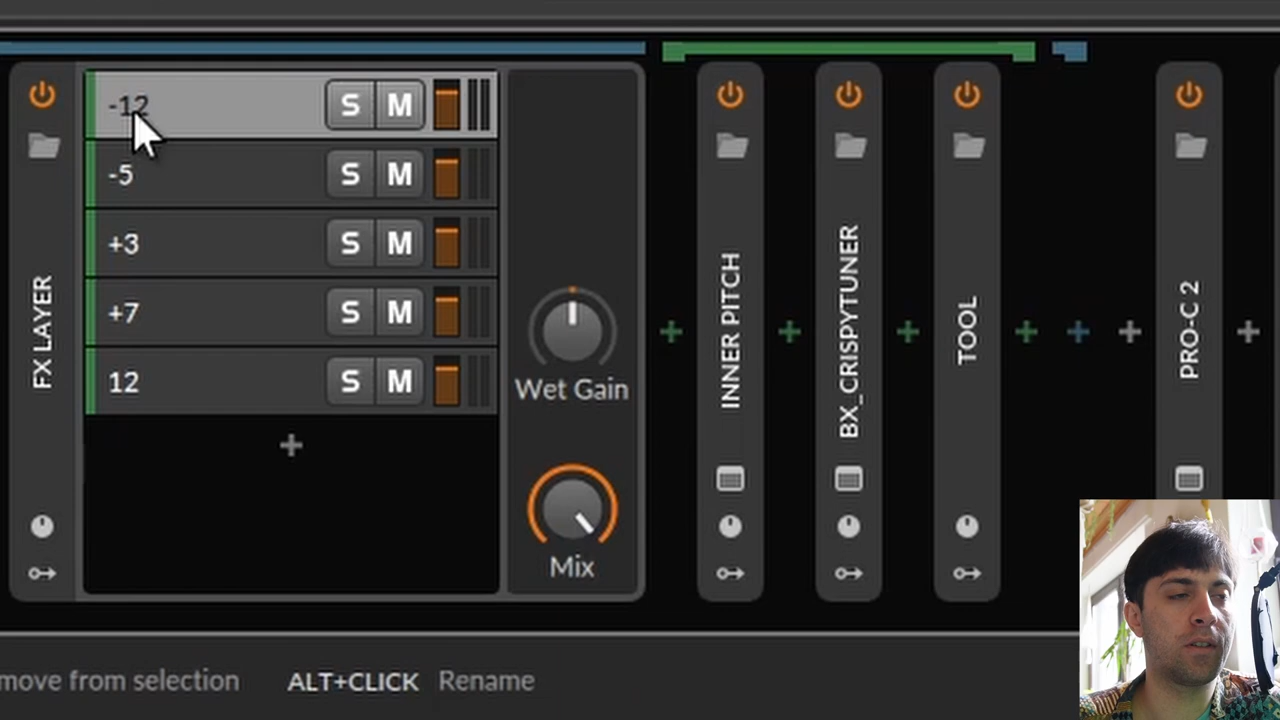 FX LAYER
-12 S M
-5 S M
+3 S M
+7 S M
12 S M
Wet Gain
Mix
INNER PITCH
BX_CRISPYTUNER
TOOL
PRO-C 2
move from selection ALT+CLICK Rename